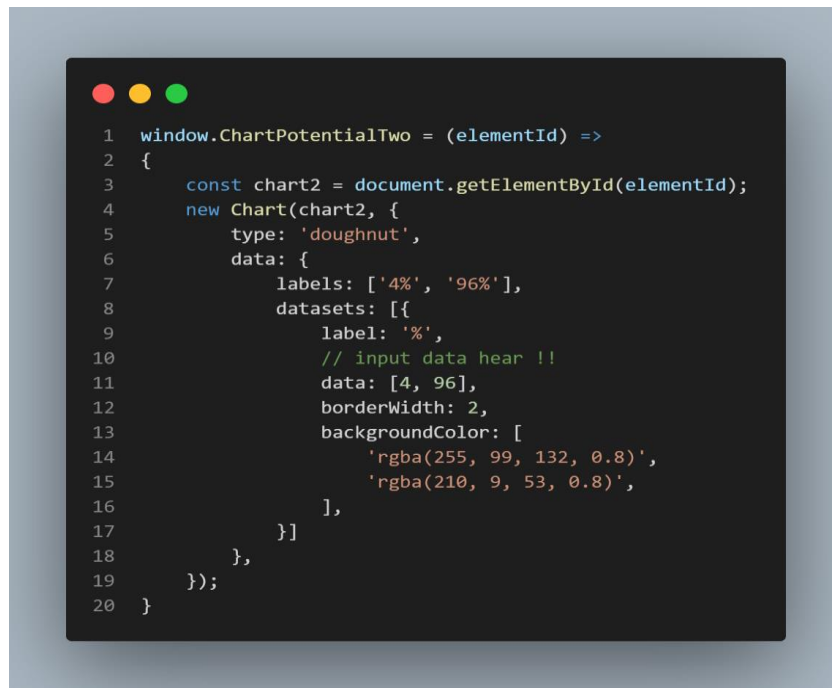 1 window.ChartPotentialTwo = (elementId) =>
2 {
3 const chart2 = document.getElementById(elementId);
4 new Chart(chart2, {
5 type: 'doughnut',
6 data: {
7 labels: ['4%', '96%'],
8 datasets: [{
9 label: '%',
10 // input data hear !!
11 data: [4, 96],
12 borderWidth: 2,
13 backgroundColor: [
14 'rgba(255, 99, 132, 0.8)',
15 'rgba(210, 9, 53, 0.8)',
16 ],
17 }]
18 },
19 });
20 }